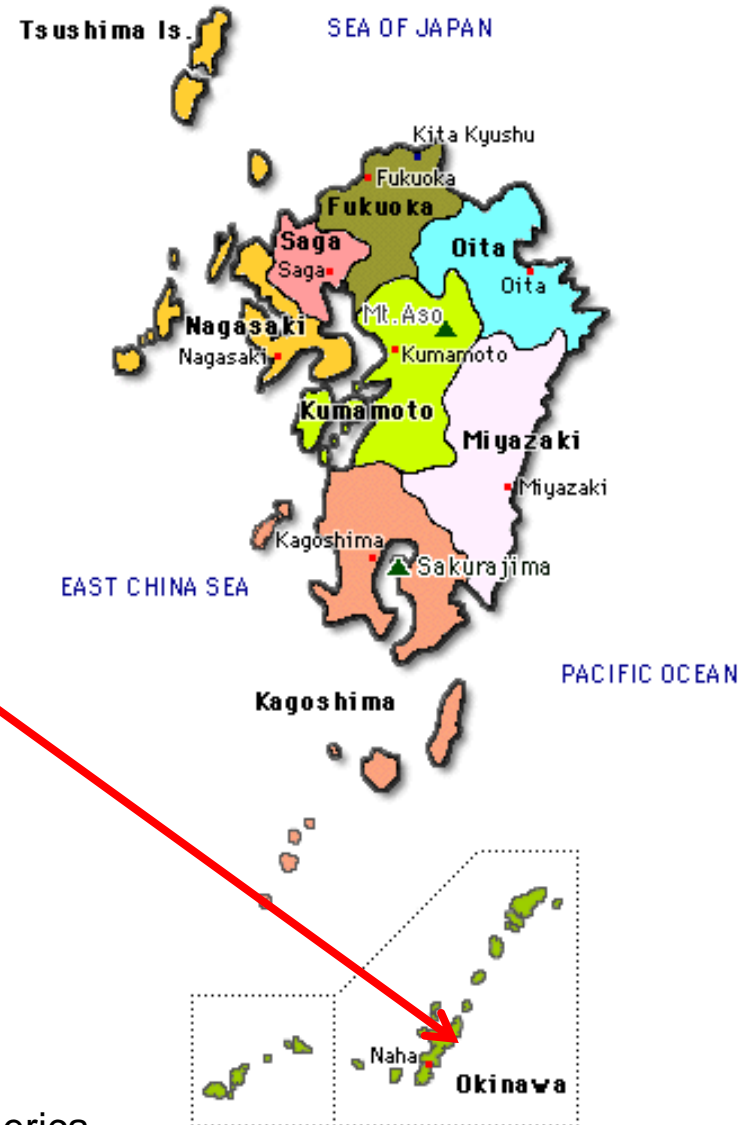 Tsushima Is.
SEA OF JAPAN
Kita Kyushu
Fukuoka
Fukuoka
Saga
Oita
Saga
Oita
Mt. Aso
Nagasaki
Nagasaki
Kumamoto
Kumamoto
Miyazaki
Miyazaki
Kagoshima
Sakurajima
EAST CHINA SEA
PACIFIC OCEAN
Kagoshima
Naha
Okinawa